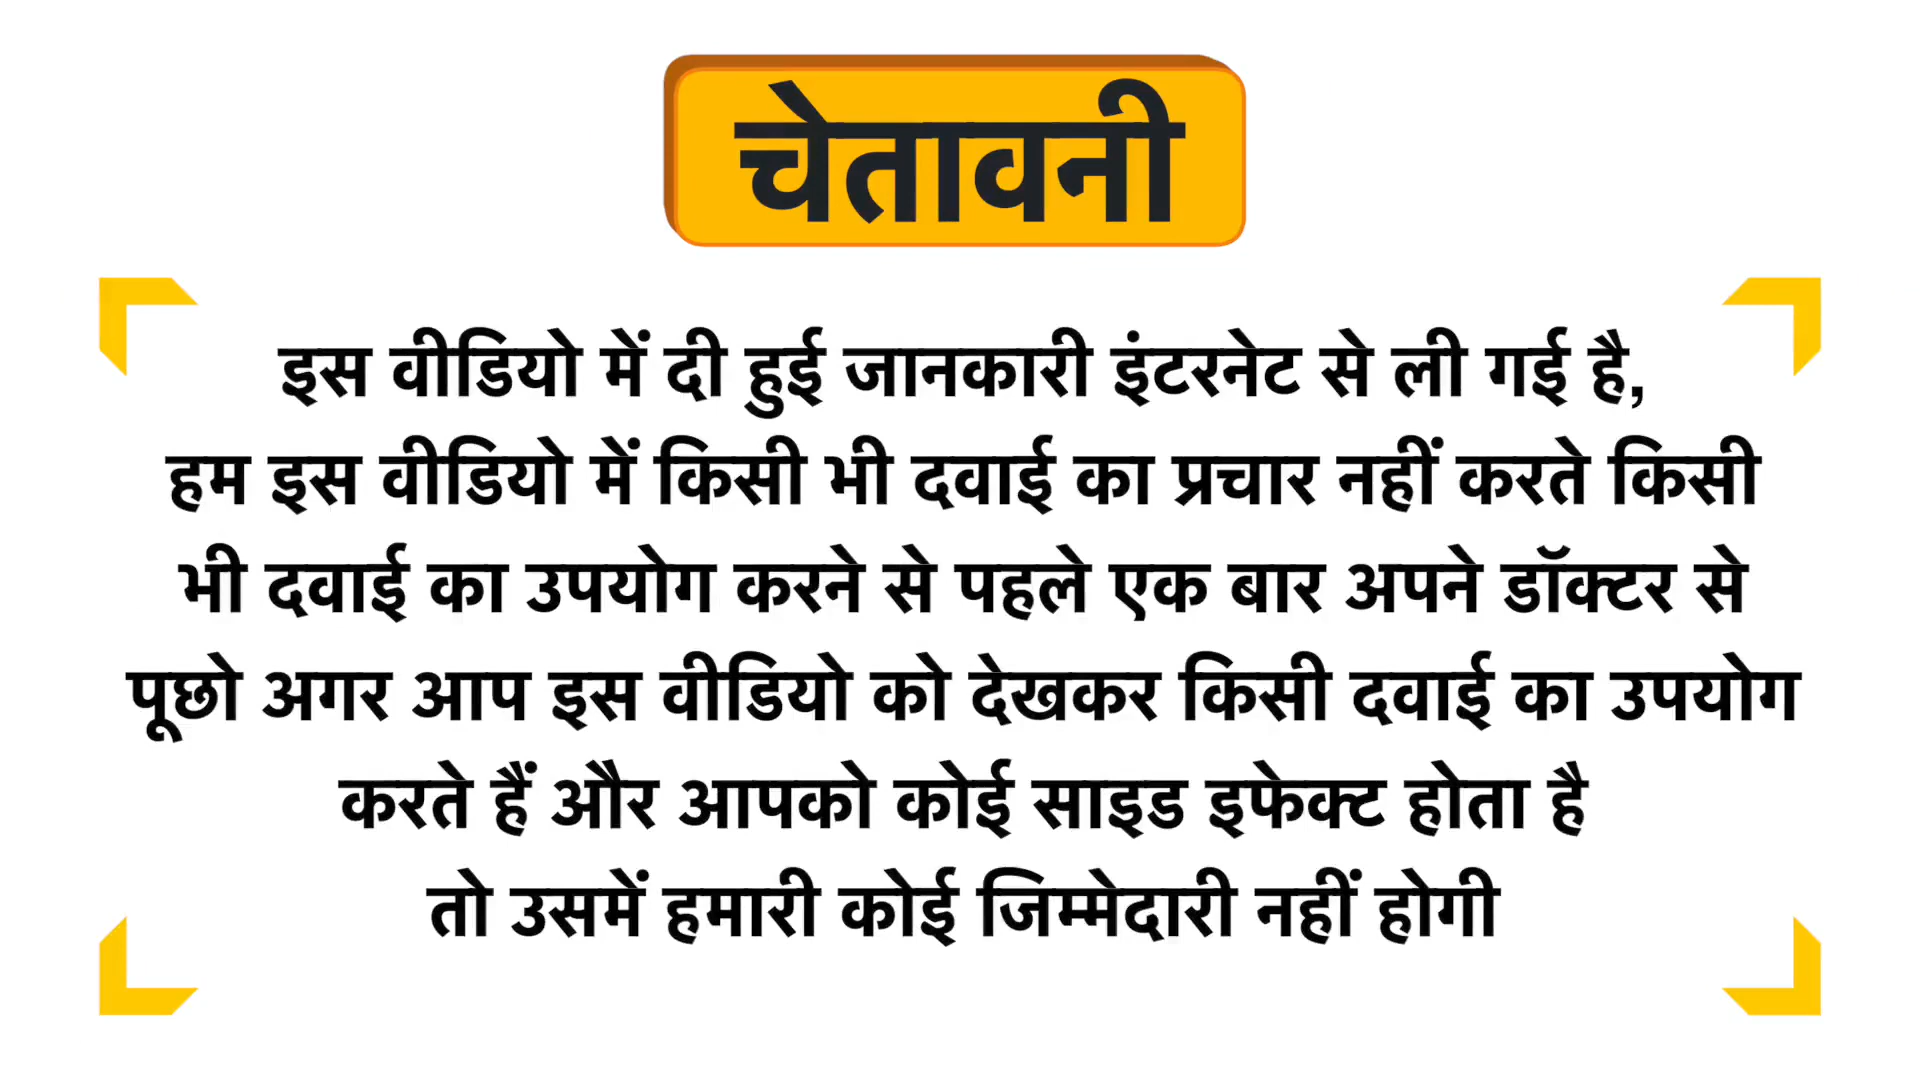 चेतावनी
इस वीडियो में दी हुई जानकारी इंटरनेट से ली गई है,
हम इस वीडियो में किसी भी दवाई का प्रचार नहीं करते किसी
भी दवाई का उपयोग करने से पहले एक बार अपने डॉक्टर से
पूछो अगर आप इस वीडियो को देखकर किसी दवाई का उपयोग
करते हैं और आपको कोई साइड इफेक्ट होता है
तो उसमें हमारी कोई जिम्मेदारी नहीं होगी